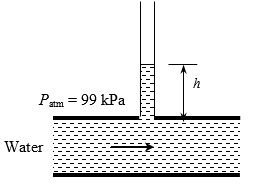 h
P_atm = 99 kPa
Water